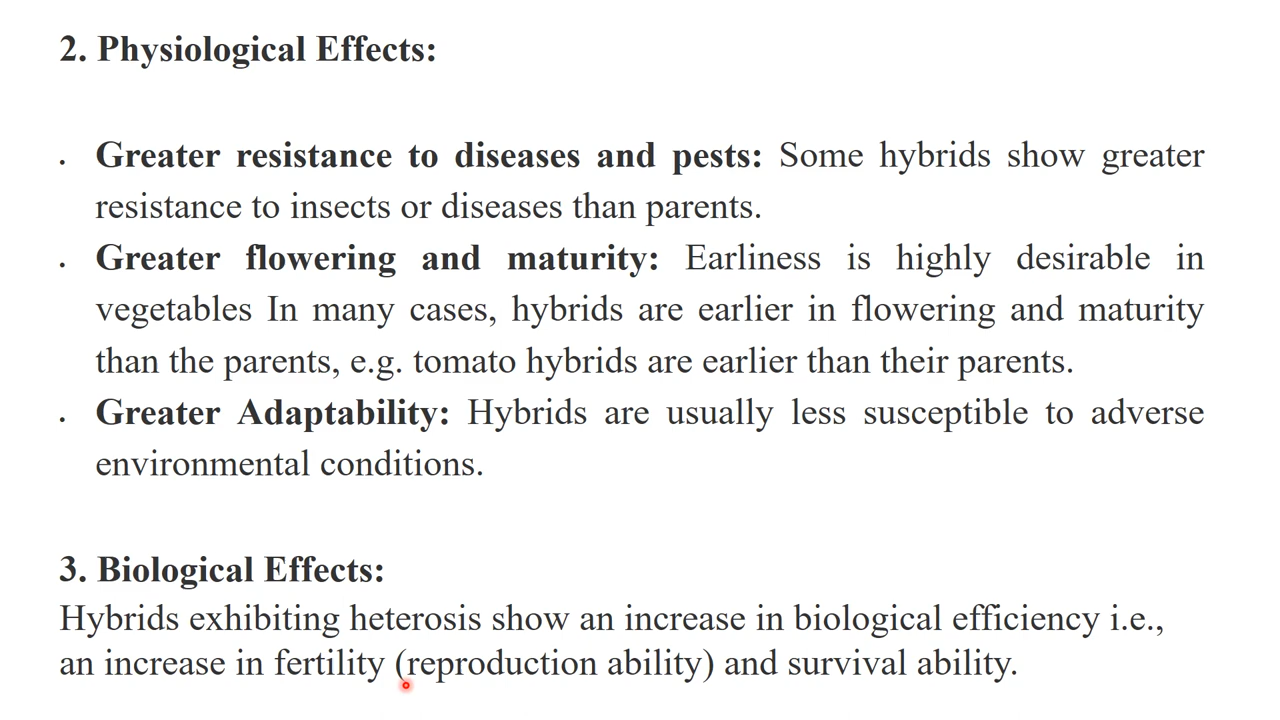 2. Physiological Effects:
. Greater resistance to diseases and pests: Some hybrids show greater
resistance to insects or diseases than parents.
. Greater flowering and maturity: Earliness is highly desirable in
vegetables In many cases, hybrids are earlier in flowering and maturity
than the parents, e.g. tomato hybrids are earlier than their parents.
. Greater Adaptability: Hybrids are usually less susceptible to adverse
environmental conditions.
3. Biological Effects:
Hybrids exhibiting heterosis show an increase in biological efficiency i.e.,
an increase in fertility (reproduction ability) and survival ability.